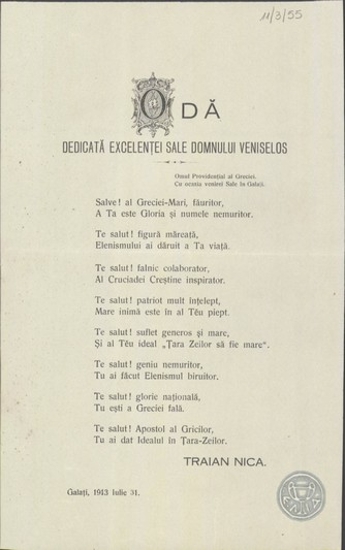 11/3/55
ODĂ
DEDICATĂ EXCELENȚEI SALE DOMNULUI VENISELOS
Omul Providențial al Greciei.
Cu ocazia venirei Sale în Galați.
Salve! al Greciei-Mari, făuritor,
A Ta este Gloria și numele nemuritor.
Te salut! figură măreață,
Elenismului ai dăruit a Ta viață.
Te salut! falnic colaborator,
Al Cruciadei Creștine inspirator.
Te salut! patriot mult înțelept,
Mare inimă este în al Tĕu piept.
Te salut! suflet generos și mare,
Și al Tĕu ideal „Țara Zeilor să fie mare“.
Te salut! geniu nemuritor,
Tu ai făcut Elenismul biruitor.
Te salut! glorie națională,
Tu ești a Greciei fală.
Te salut! Apostol al Gricilor,
Tu ai dat Idealul în Țara-Zeilor.
TRAIAN NICA.
Galați, 1913 Iulie 31.